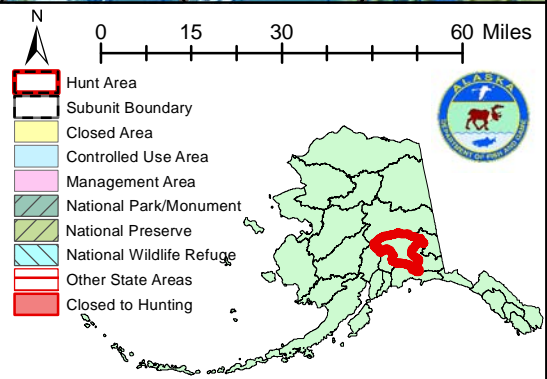 N
0 15 30 60 Miles
Hunt Area
Subunit Boundary
Closed Area
Controlled Use Area
Management Area
National Park/Monument
National Preserve
National Wildlife Refuge
Other State Areas
Closed to Hunting
ALASKA
DEPARTMENT OF FISH AND GAME